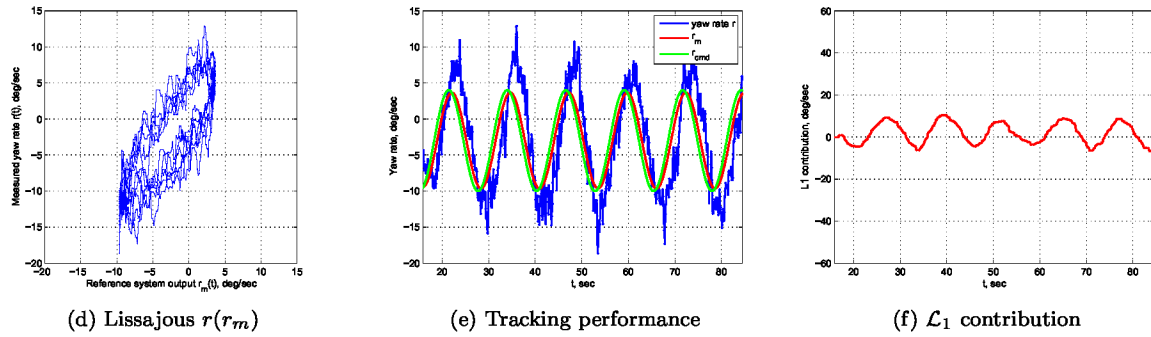 15
10
5
0
−5
−10
−15
−20
−20 −15 −10 −5 0 5 10 15
Measured yaw rate r(t), deg/sec
Reference system output r_m(t), deg/sec
(d) Lissajous r(r_m)
15
10
5
0
−5
−10
−15
−20
20 30 40 50 60 70 80
Yaw rate, deg/sec
t, sec
yaw rate r
r_m
r_cmd
(e) Tracking performance
60
40
20
0
−20
−40
−60
20 30 40 50 60 70 80
L1 contribution, deg/sec
t, sec
(f) ℒ₁ contribution